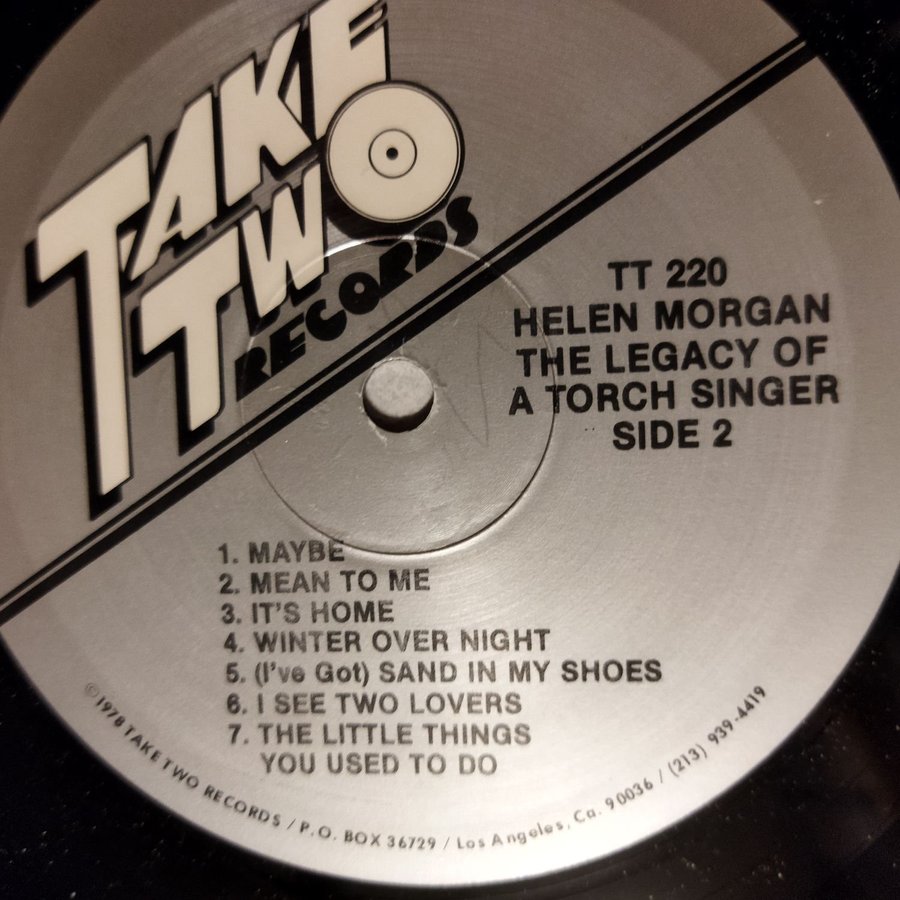 TAKE
TWO
RECORDS
TT 220
HELEN MORGAN
THE LEGACY OF
A TORCH SINGER
SIDE 2
1. MAYBE
2. MEAN TO ME
3. IT'S HOME
4. WINTER OVER NIGHT
5. (I've Got) SAND IN MY SHOES
6. I SEE TWO LOVERS
7. THE LITTLE THINGS
YOU USED TO DO
©1978 TAKE TWO RECORDS / P.O. BOX 36729 / Los Angeles, Ca. 90036 / (213) 939-4419